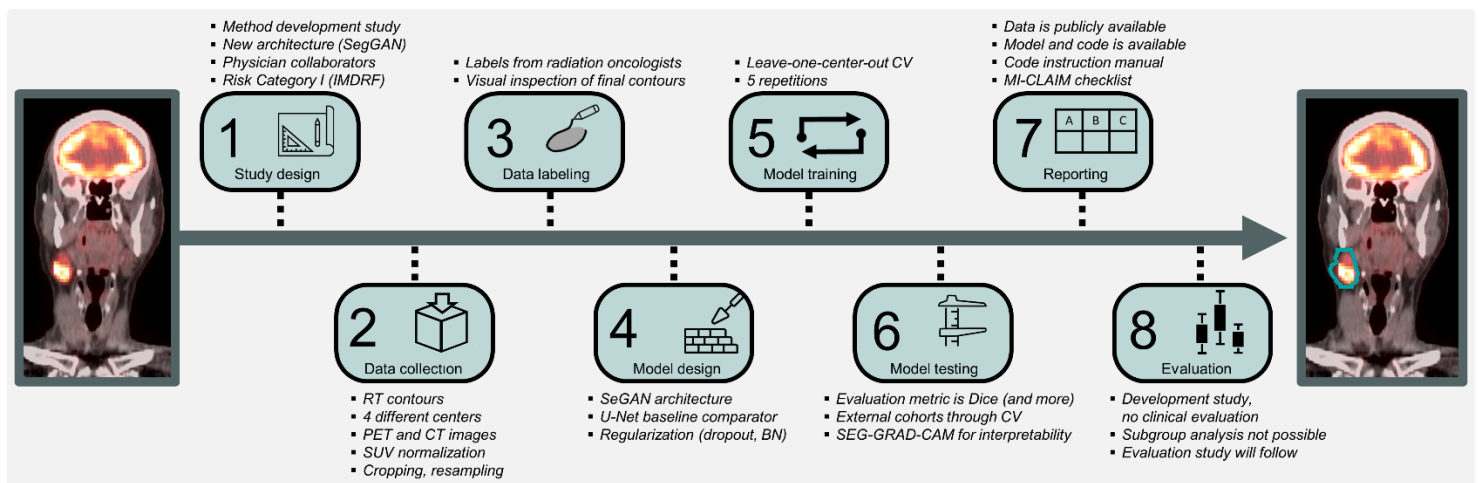 ▪ Method development study
▪ New architecture (SegGAN)
▪ Physician collaborators
▪ Risk Category I (IMDRF)
1
Study design
2
Data collection
▪ RT contours
▪ 4 different centers
▪ PET and CT images
▪ SUV normalization
▪ Cropping, resampling
▪ Labels from radiation oncologists
▪ Visual inspection of final contours
3
Data labeling
4
Model design
▪ SeGAN architecture
▪ U-Net baseline comparator
▪ Regularization (dropout, BN)
▪ Leave-one-center-out CV
▪ 5 repetitions
5
Model training
6
Model testing
▪ Evaluation metric is Dice (and more)
▪ External cohorts through CV
▪ SEG-GRAD-CAM for interpretability
▪ Data is publicly available
▪ Model and code is available
▪ Code instruction manual
▪ MI-CLAIM checklist
7
A B C
Reporting
8
Evaluation
▪ Development study,
no clinical evaluation
▪ Subgroup analysis not possible
▪ Evaluation study will follow